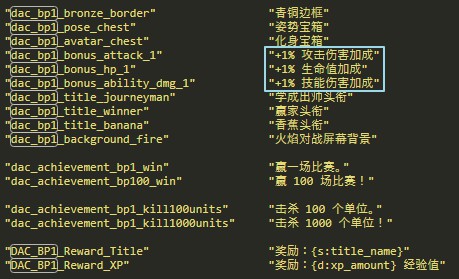 "dac_bp1_bronze_border" "青铜边框"
"dac_bp1_pose_chest" "姿势宝箱"
"dac_bp1_avatar_chest" "化身宝箱"
"dac_bp1_bonus_attack_1" "+1% 攻击伤害加成"
"dac_bp1_bonus_hp_1" "+1% 生命值加成"
"dac_bp1_bonus_ability_dmg_1" "+1% 技能伤害加成"
"dac_bp1_title_journeyman" "学成出师头衔"
"dac_bp1_title_winner" "赢家头衔"
"dac_bp1_title_banana" "香蕉头衔"
"dac_bp1_background_fire" "火焰对战屏幕背景"
"dac_achievement_bp1_win" "赢一场比赛。"
"dac_achievement_bp100_win" "赢 100 场比赛！"
"dac_achievement_bp1_kill100units" "击杀 100 个单位。"
"dac_achievement_bp1_kill1000units" "击杀 1000 个单位！"
"DAC_BP1_Reward_Title" "奖励：{s:title_name}"
"DAC_BP1_Reward_XP" "奖励：{d:xp_amount} 经验值"